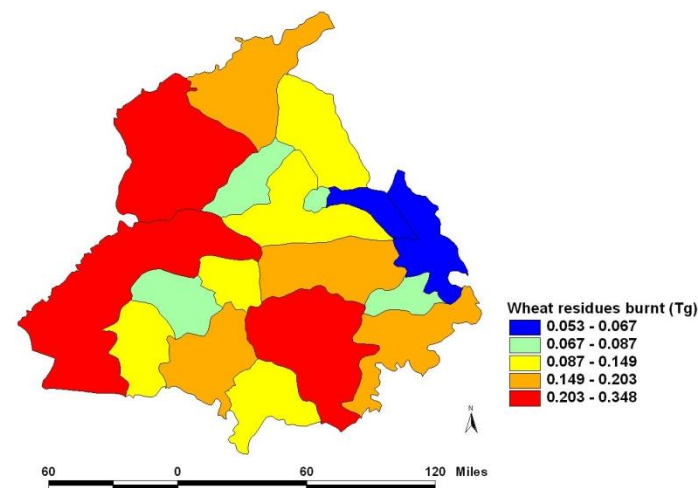 Wheat residues burnt (Tg)
0.053 - 0.067
0.067 - 0.087
0.087 - 0.149
0.149 - 0.203
0.203 - 0.348
N
60 0 60 120 Miles